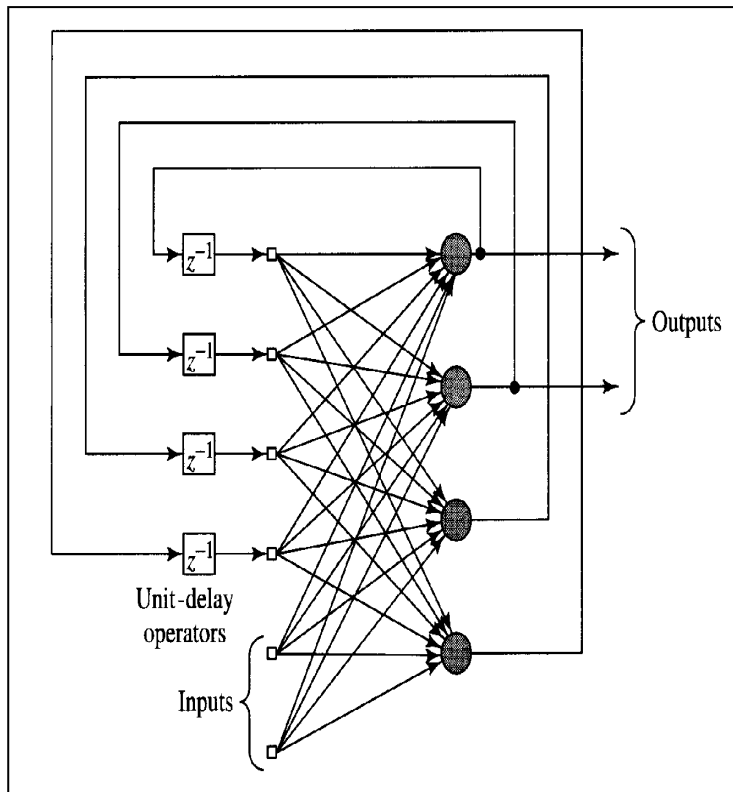 z⁻¹
z⁻¹
Outputs
z⁻¹
z⁻¹
Unit-delay
operators
Inputs